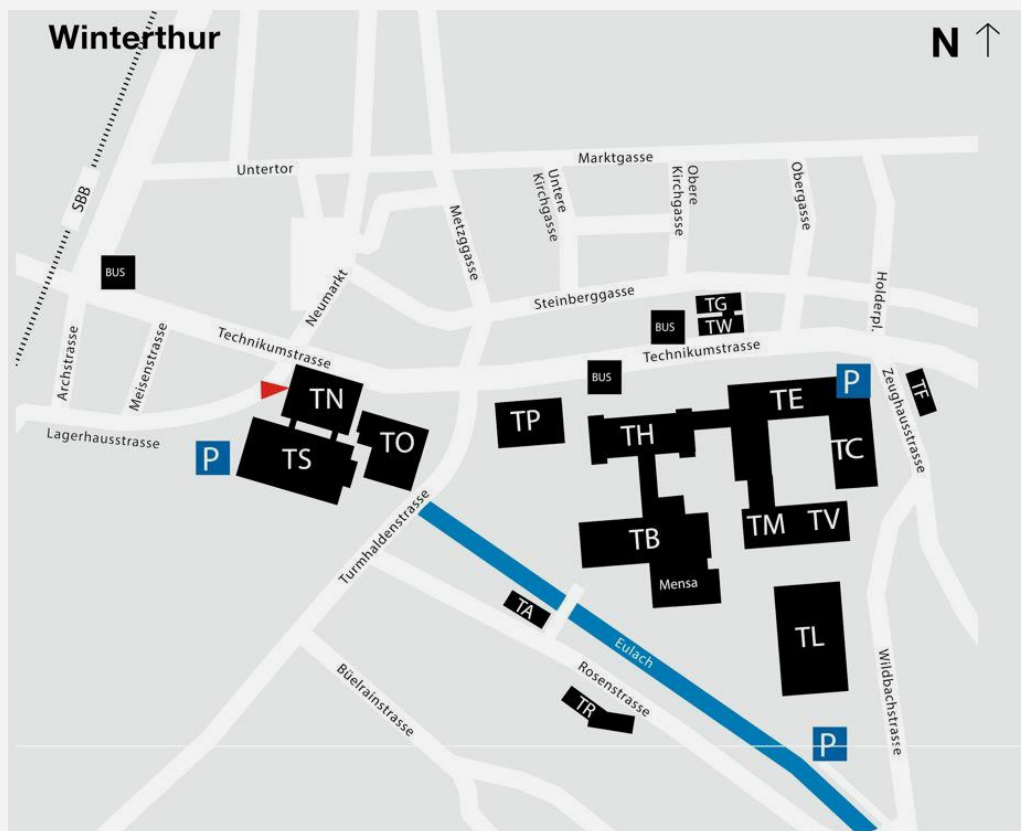 Winterthur
N
Untertor
Marktgasse
SBB
Untere
Kirchgasse
Obere
Kirchgasse
Obergasse
Metzggasse
BUS
Neumarkt
Steinberggasse
Holderpl.
TG
TW
BUS
Technikumstrasse
Technikumstrasse
Archstrasse
Meisenstrasse
BUS
P
Zeughausstrasse
TF
TN
TE
TP
TH
TO
TC
Lagerhausstrasse
P
TS
TM
TV
TB
Turmhaldenstrasse
Mensa
TA
TL
Eulach
Rosenstrasse
Wildbachstrasse
Büelrainstrasse
TR
P